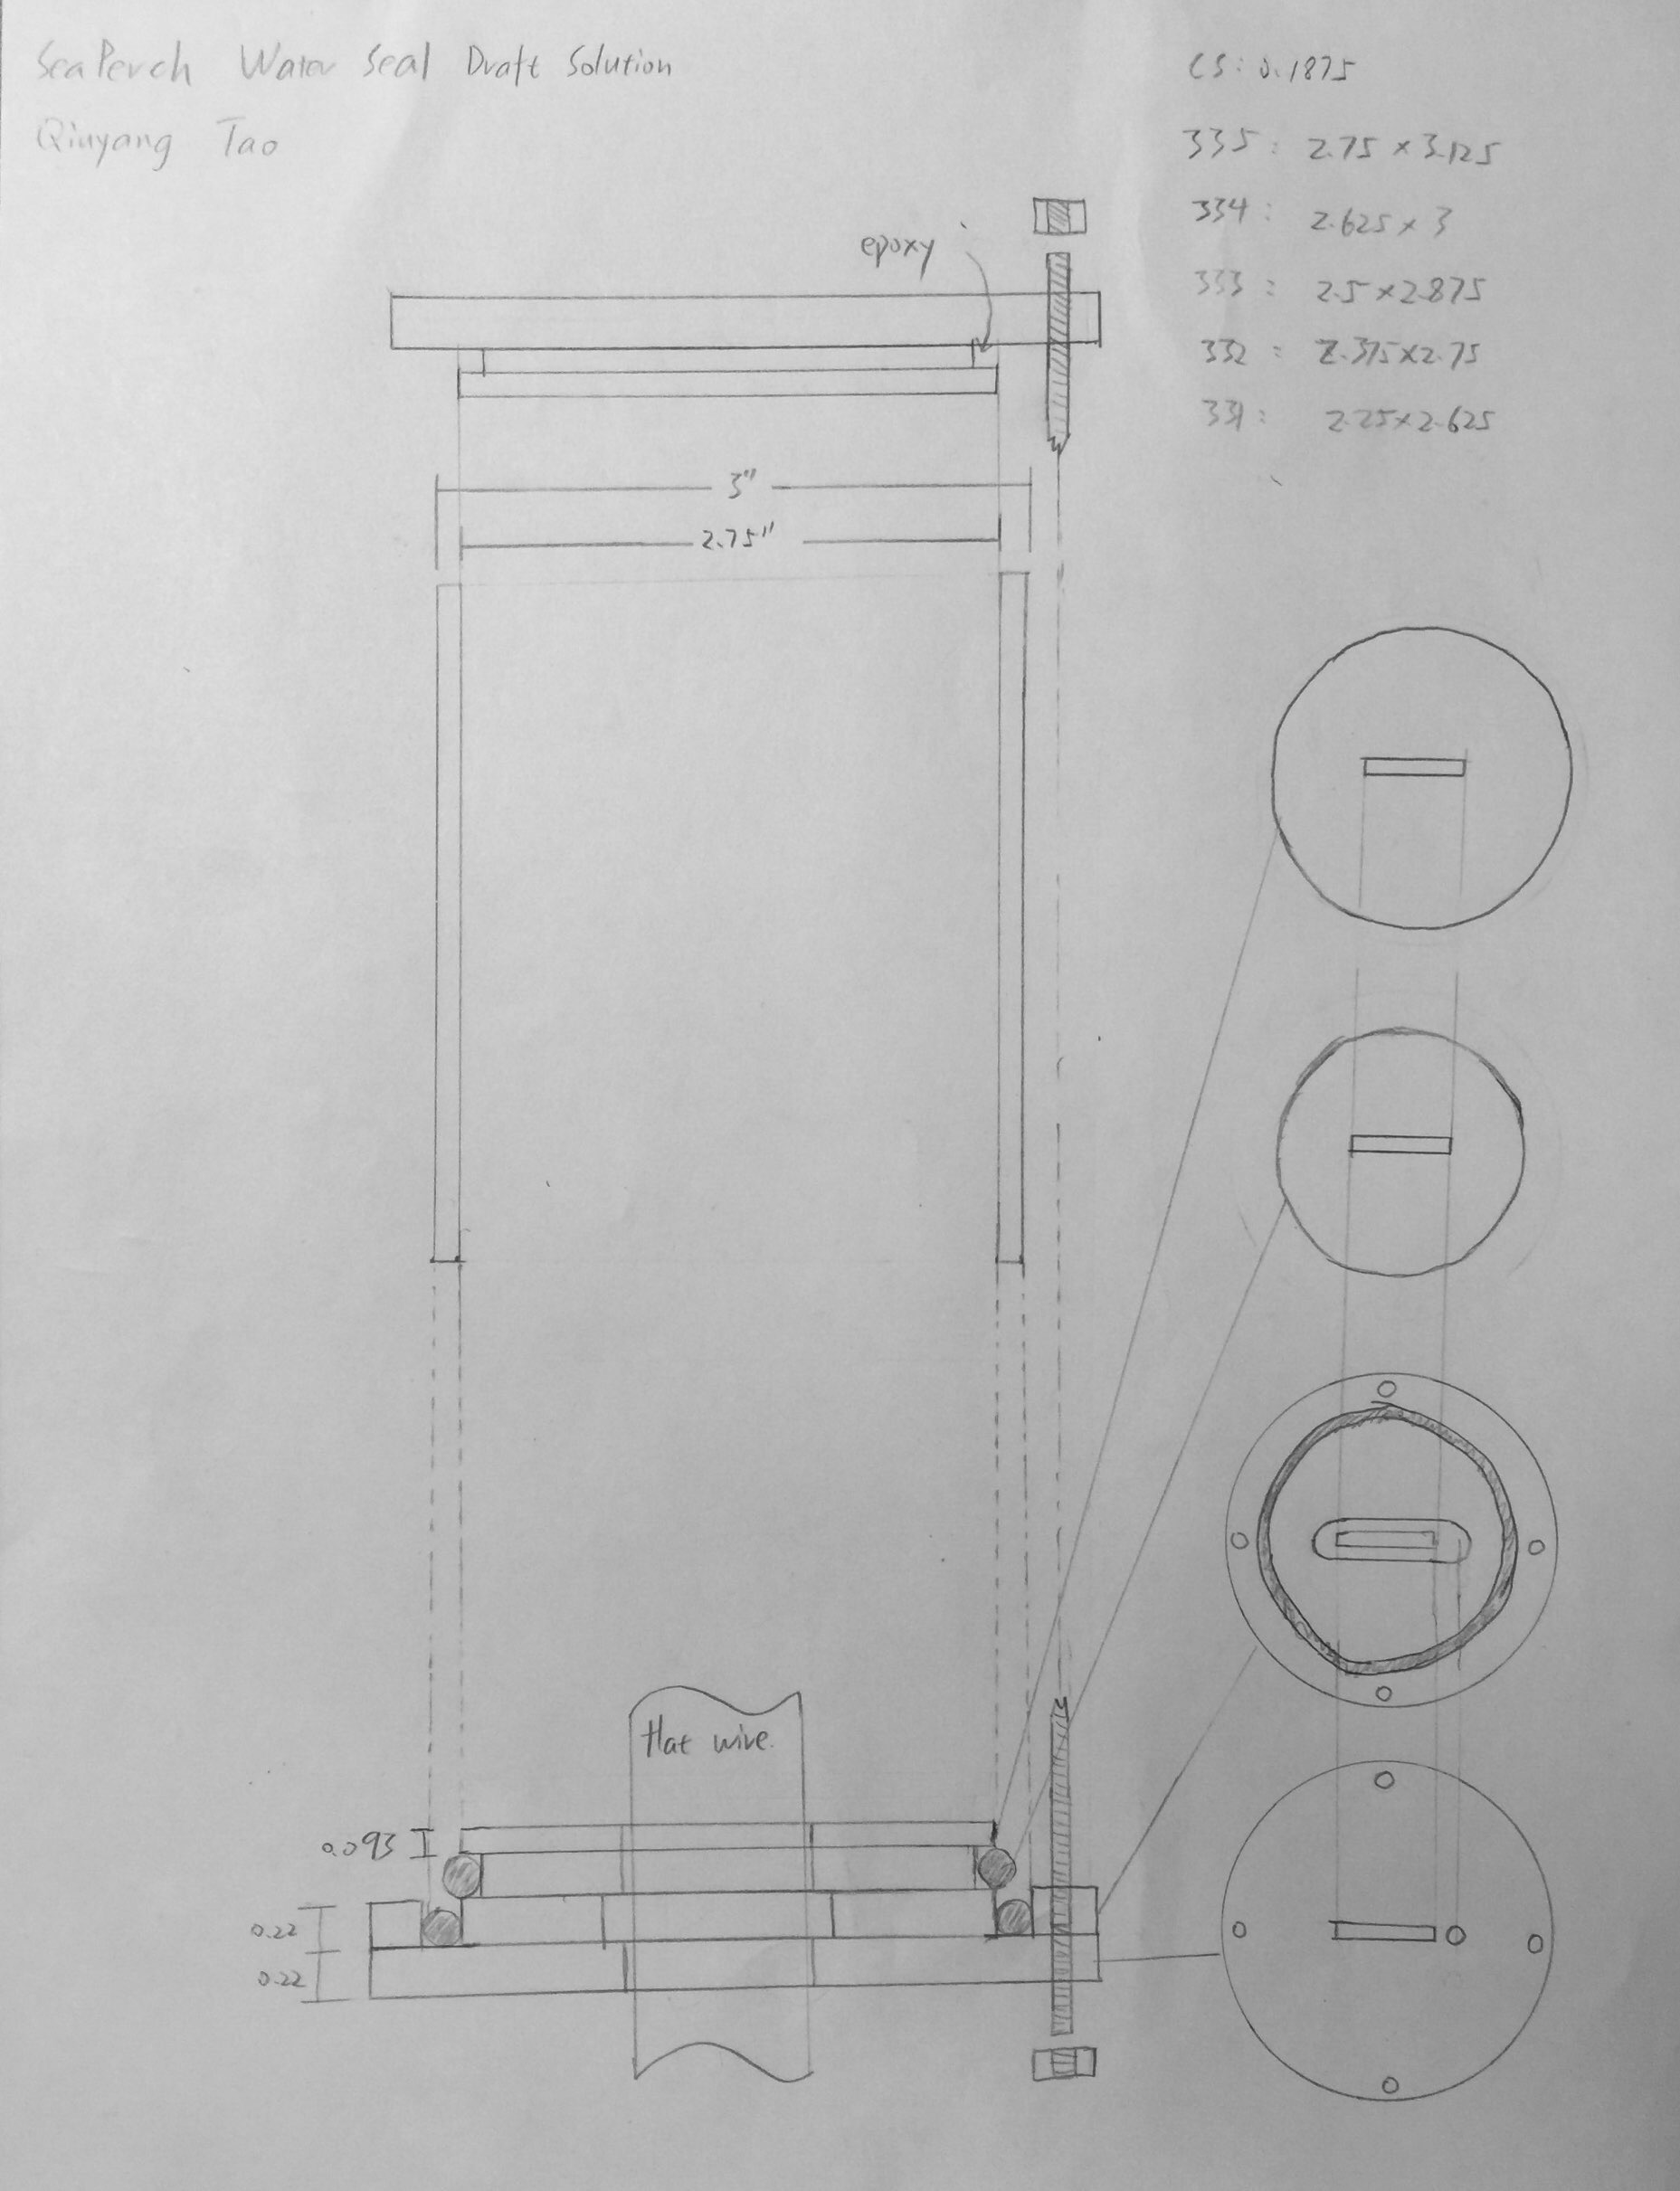 SeaPerch Water Seal Draft Solution
Qiuyang Tao
CS: 0.1875
335: 2.75 x 3.125
334: 2.625 x 3
333: 2.5 x 2.875
332: 2.375 x 2.75
331: 2.25 x 2.625
epoxy
3"
2.75"
flat wire
0.093
0.22
0.22